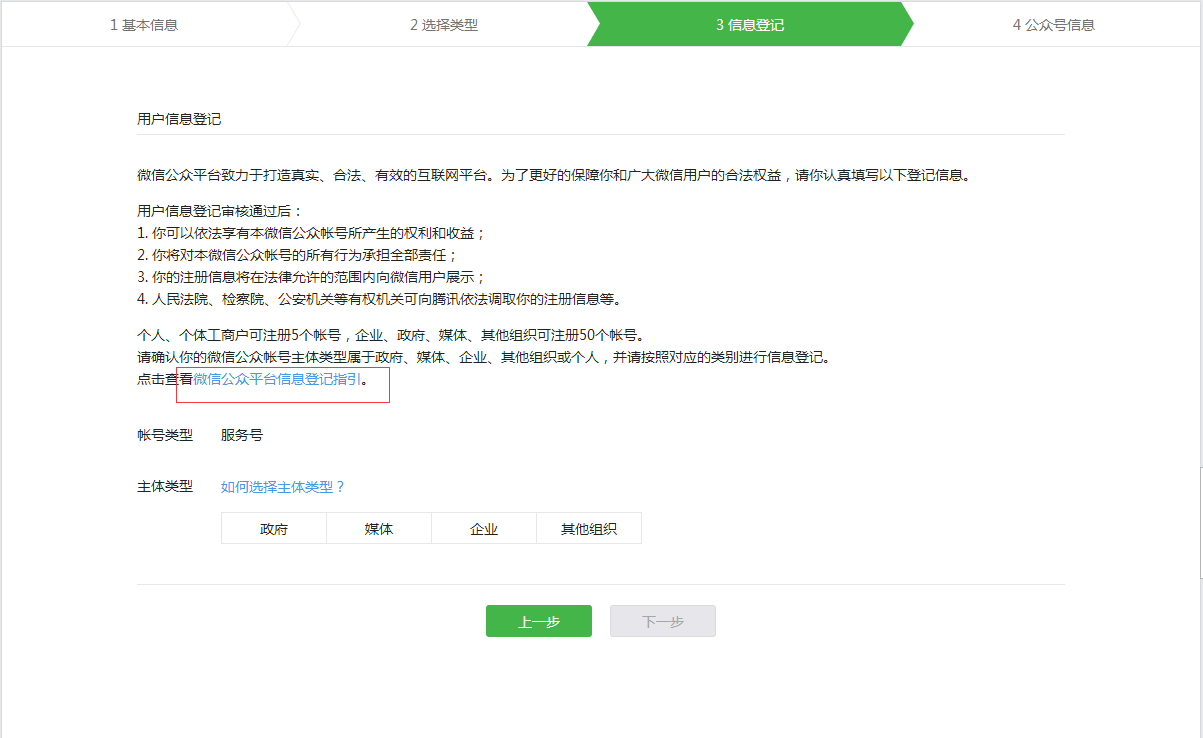 1 基本信息
2 选择类型
3 信息登记
4 公众号信息
用户信息登记
微信公众平台致力于打造真实、合法、有效的互联网平台。为了更好的保障你和广大微信用户的合法权益，请你认真填写以下登记信息。
用户信息登记审核通过后：
1. 你可以依法享有本微信公众帐号所产生的权利和收益；
2. 你将对本微信公众帐号的所有行为承担全部责任；
3. 你的注册信息将在法律允许的范围内向微信用户展示；
4. 人民法院、检察院、公安机关等有权机关可向腾讯依法调取你的注册信息等。
个人、个体工商户可注册5个帐号，企业、政府、媒体、其他组织可注册50个帐号。
请确认你的微信公众帐号主体类型属于政府、媒体、企业、其他组织或个人，并请按照对应的类别进行信息登记。
点击查看微信公众平台信息登记指引。
帐号类型 服务号
主体类型 如何选择主体类型？
政府 媒体 企业 其他组织
上一步 下一步